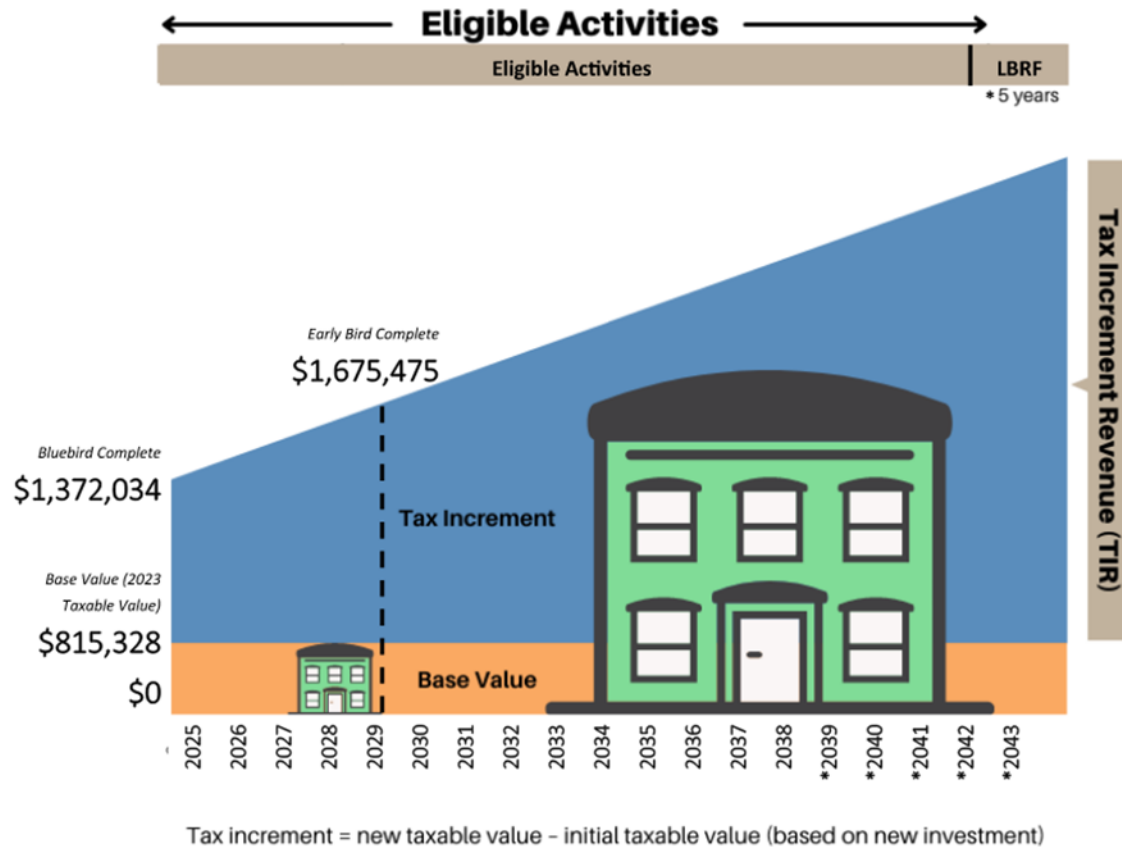 Eligible Activities
Eligible Activities
LBRF
* 5 years
Early Bird Complete
$1,675,475
Bluebird Complete
$1,372,034
Tax Increment
Base Value (2023
Taxable Value)
$815,328
$0
Base Value
Tax Increment Revenue (TIR)
2025
2026
2027
2028
2029
2030
2031
2032
2033
2034
2035
2036
2037
2038
*2039
*2040
*2041
*2042
*2043
Tax increment = new taxable value – initial taxable value (based on new investment)